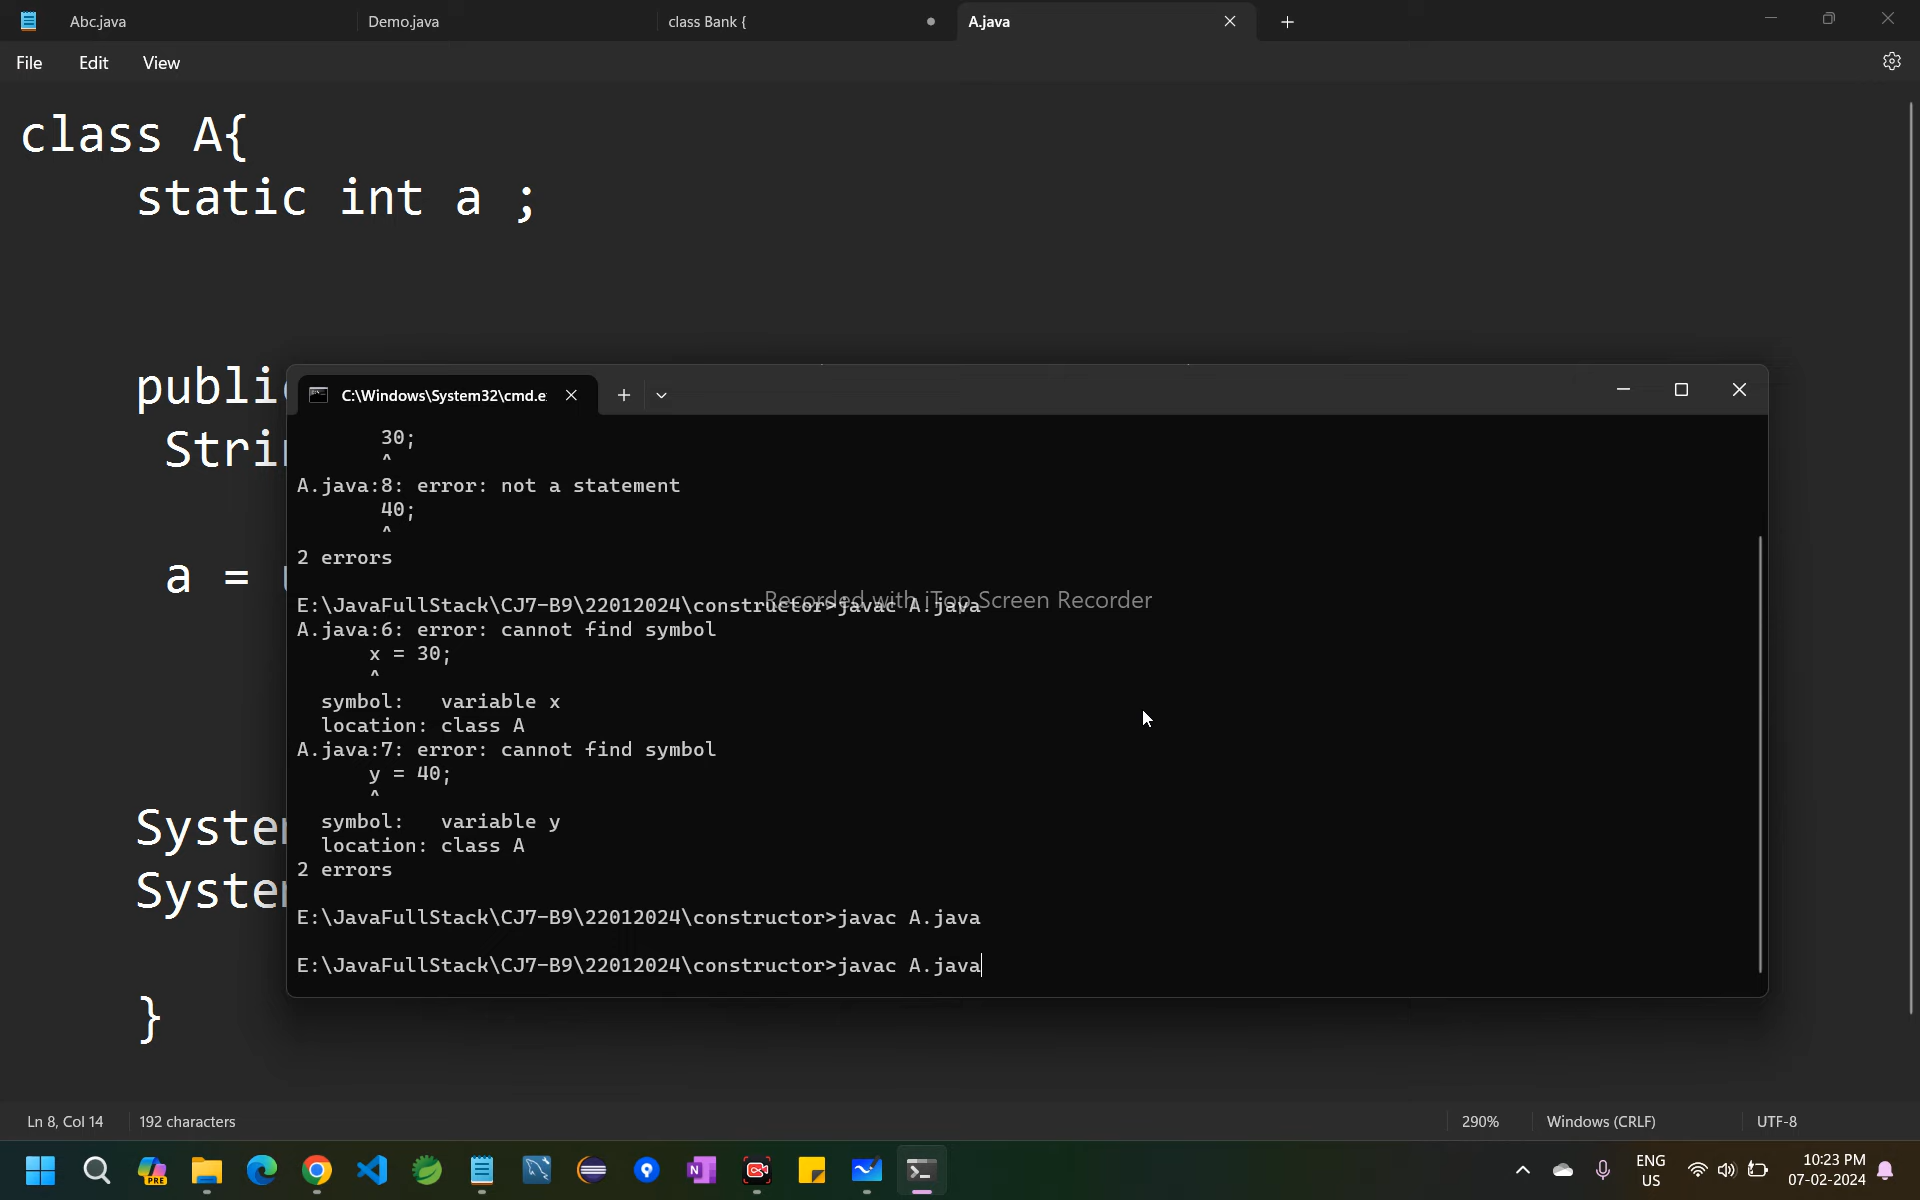 Abc.java
Demo.java
class Bank {
A.java
File Edit View
class A{
static int a ;
C:\Windows\System32\cmd.e
30;
^
A.java:8: error: not a statement
40;
^
2 errors
E:\JavaFullStack\CJ7-B9\22012024\constructor>javac A.java
Recorded with iTop Screen Recorder
A.java:6: error: cannot find symbol
x = 30;
^
symbol: variable x
location: class A
A.java:7: error: cannot find symbol
y = 40;
^
symbol: variable y
location: class A
2 errors
E:\JavaFullStack\CJ7-B9\22012024\constructor>javac A.java
E:\JavaFullStack\CJ7-B9\22012024\constructor>javac A.java
a =
}
Ln 8, Col 14
192 characters
290%
Windows (CRLF)
UTF-8
PRE
ENG
US
10:23 PM
07-02-2024